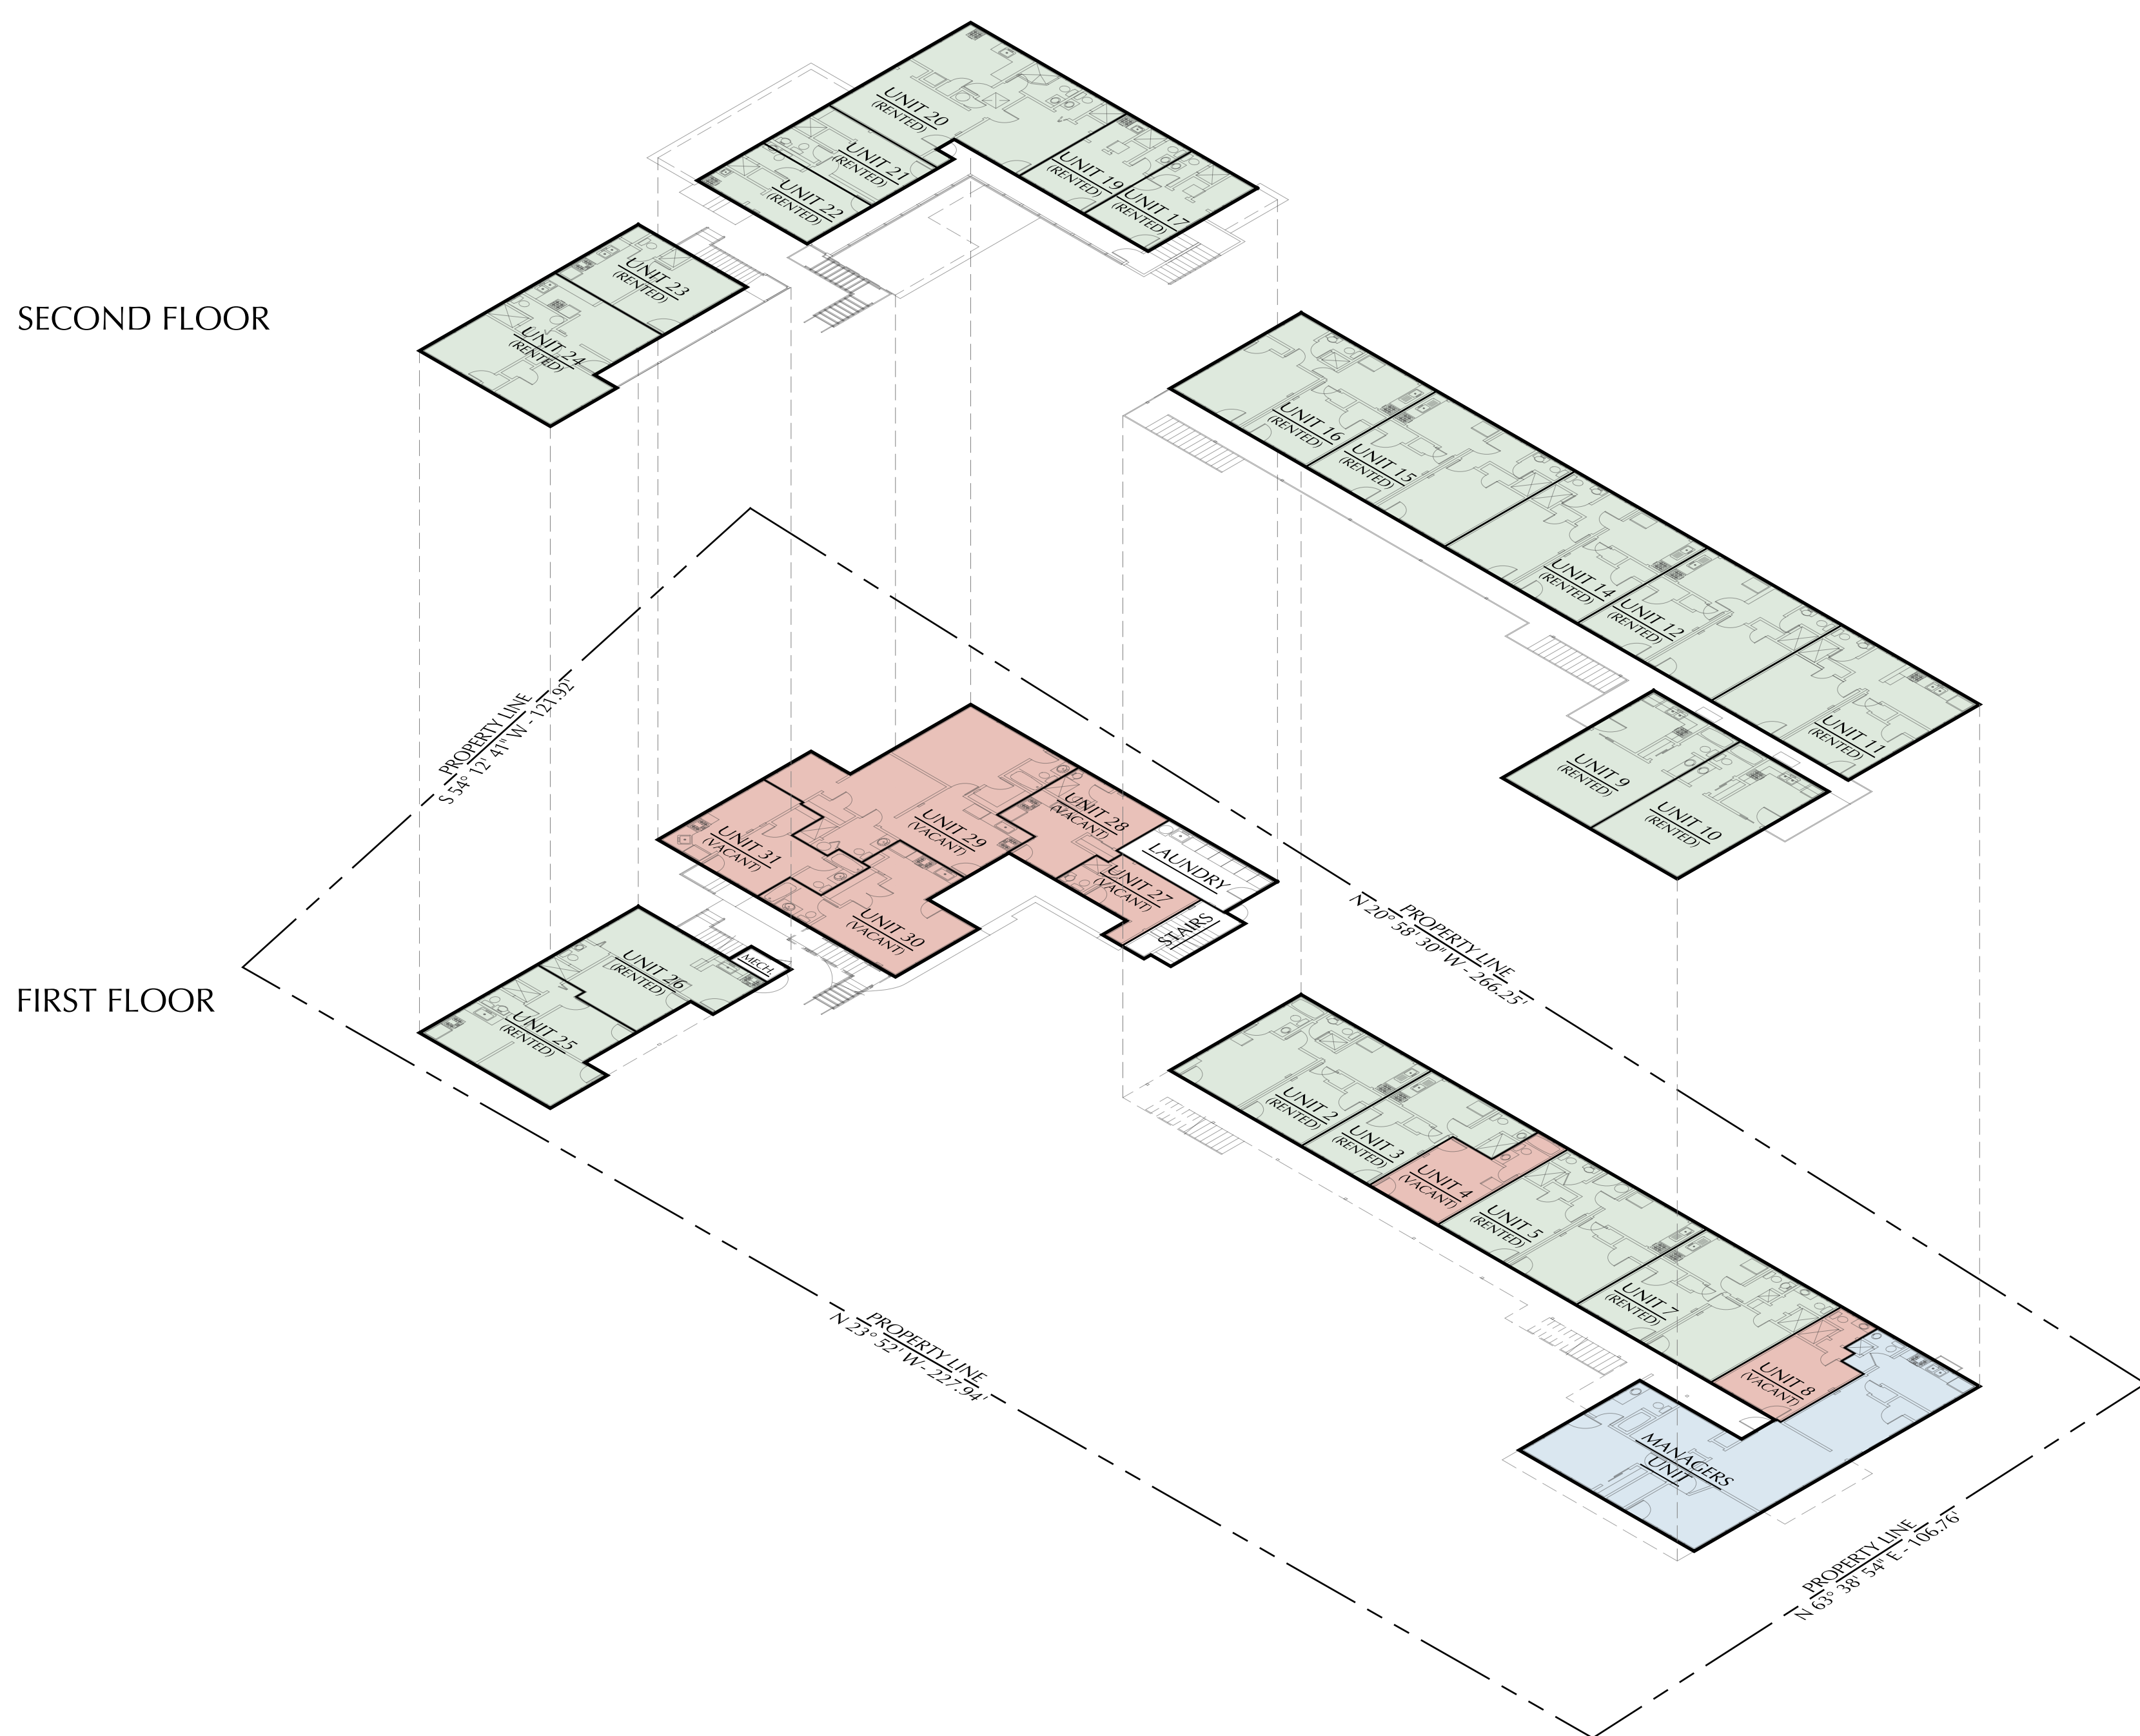 UNIT 20
(RENTED)
UNIT 21
(RENTED)
UNIT 22
(RENTED)
UNIT 19
(RENTED)
UNIT 17
(RENTED)
UNIT 23
(RENTED)
UNIT 24
(RENTED)
SECOND FLOOR
UNIT 16
(RENTED)
UNIT 15
(RENTED)
UNIT 14
(RENTED)
UNIT 12
(RENTED)
UNIT 11
(RENTED)
UNIT 9
(RENTED)
UNIT 10
(RENTED)
PROPERTY LINE
S 54° 12' 41" W - 121.92'
UNIT 31
(VACANT)
UNIT 29
(VACANT)
UNIT 28
(VACANT)
LAUNDRY
UNIT 27
(VACANT)
STAIRS
UNIT 30
(VACANT)
PROPERTY LINE
N 20° 58' 30" W - 266.25'
MECH.
UNIT 26
(RENTED)
UNIT 25
(RENTED)
FIRST FLOOR
UNIT 2
(RENTED)
UNIT 3
(RENTED)
UNIT 4
(VACANT)
UNIT 5
(RENTED)
UNIT 7
(RENTED)
UNIT 8
(VACANT)
MANAGERS
UNIT
PROPERTY LINE
N 23° 52' W - 227.94'
PROPERTY LINE
N 63° 38' 54" E - 106.76'